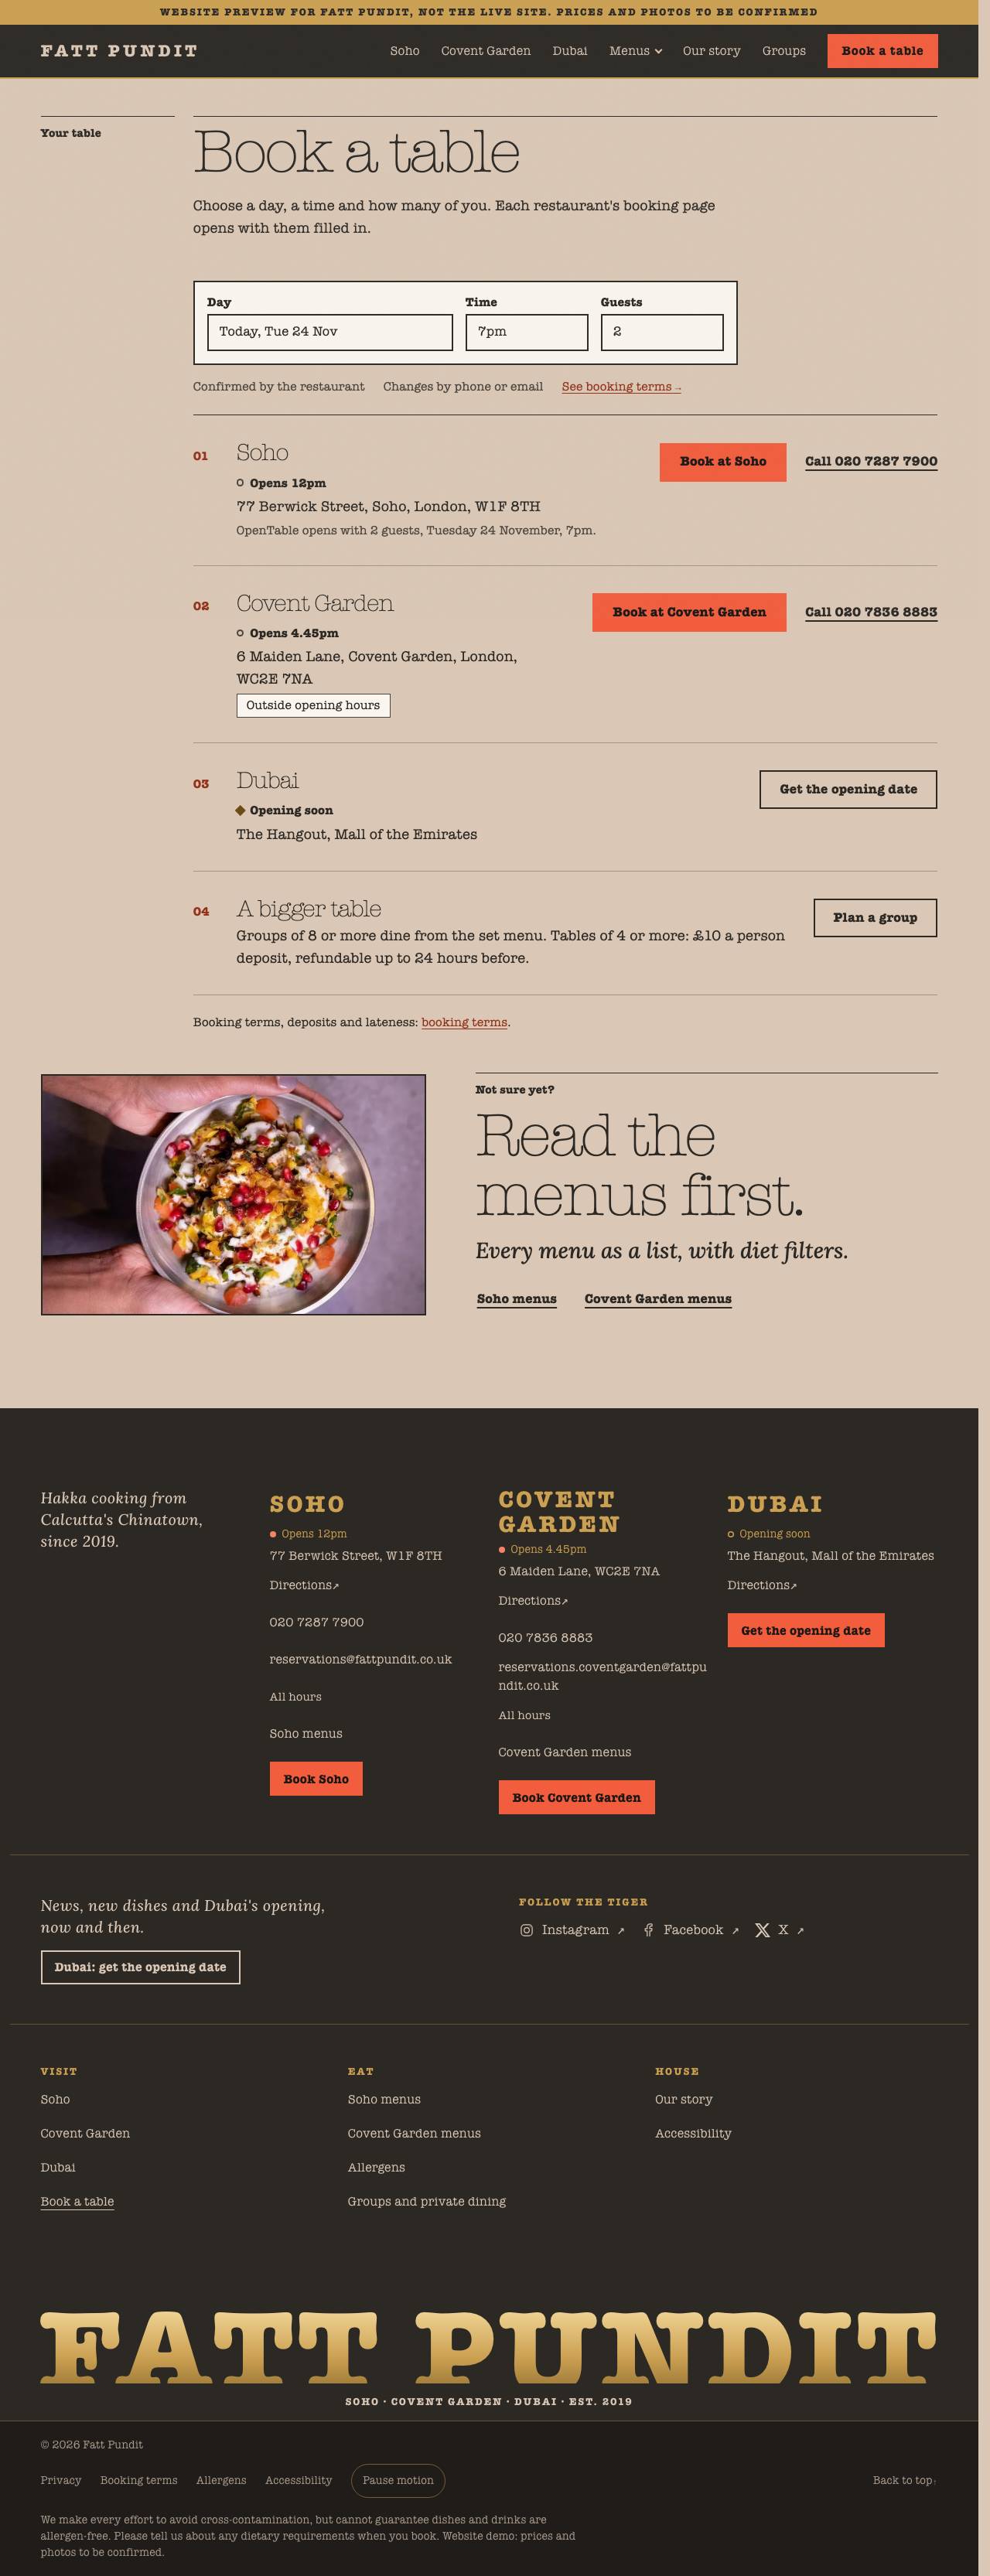 WEBSITE PREVIEW FOR FATT PUNDIT, NOT THE LIVE SITE. PRICES AND PHOTOS TO BE CONFIRMED
FATT PUNDIT
Soho Covent Garden Dubai Menus Our story Groups Book a table
Your table
Book a table
Choose a day, a time and how many of you. Each restaurant's booking page
opens with them filled in.
Day Time Guests
Today, Tue 24 Nov 7pm 2
Confirmed by the restaurant Changes by phone or email See booking terms →
01 Soho Book at Soho Call 020 7287 7900
Opens 12pm
77 Berwick Street, Soho, London, W1F 8TH
OpenTable opens with 2 guests, Tuesday 24 November, 7pm.
02 Covent Garden Book at Covent Garden Call 020 7836 8883
Opens 4.45pm
6 Maiden Lane, Covent Garden, London,
WC2E 7NA
Outside opening hours
03 Dubai Get the opening date
Opening soon
The Hangout, Mall of the Emirates
04 A bigger table Plan a group
Groups of 8 or more dine from the set menu. Tables of 4 or more: £10 a person
deposit, refundable up to 24 hours before.
Booking terms, deposits and lateness: booking terms.
Not sure yet?
Read the
menus first.
Every menu as a list, with diet filters.
Soho menus Covent Garden menus
Hakka cooking from
Calcutta's Chinatown,
since 2019.
SOHO
Opens 12pm
77 Berwick Street, W1F 8TH
Directions↗
020 7287 7900
reservations@fattpundit.co.uk
All hours
Soho menus
Book Soho
COVENT
GARDEN
Opens 4.45pm
6 Maiden Lane, WC2E 7NA
Directions↗
020 7836 8883
reservations.coventgarden@fattpu
ndit.co.uk
All hours
Covent Garden menus
Book Covent Garden
DUBAI
Opening soon
The Hangout, Mall of the Emirates
Directions↗
Get the opening date
News, new dishes and Dubai's opening,
now and then.
Dubai: get the opening date
FOLLOW THE TIGER
Instagram ↗ Facebook ↗ X ↗
VISIT
Soho
Covent Garden
Dubai
Book a table
EAT
Soho menus
Covent Garden menus
Allergens
Groups and private dining
HOUSE
Our story
Accessibility
FATT PUNDIT
SOHO · COVENT GARDEN · DUBAI · EST. 2019
© 2026 Fatt Pundit
Privacy Booking terms Allergens Accessibility Pause motion Back to top↑
We make every effort to avoid cross-contamination, but cannot guarantee dishes and drinks are
allergen-free. Please tell us about any dietary requirements when you book. Website demo: prices and
photos to be confirmed.